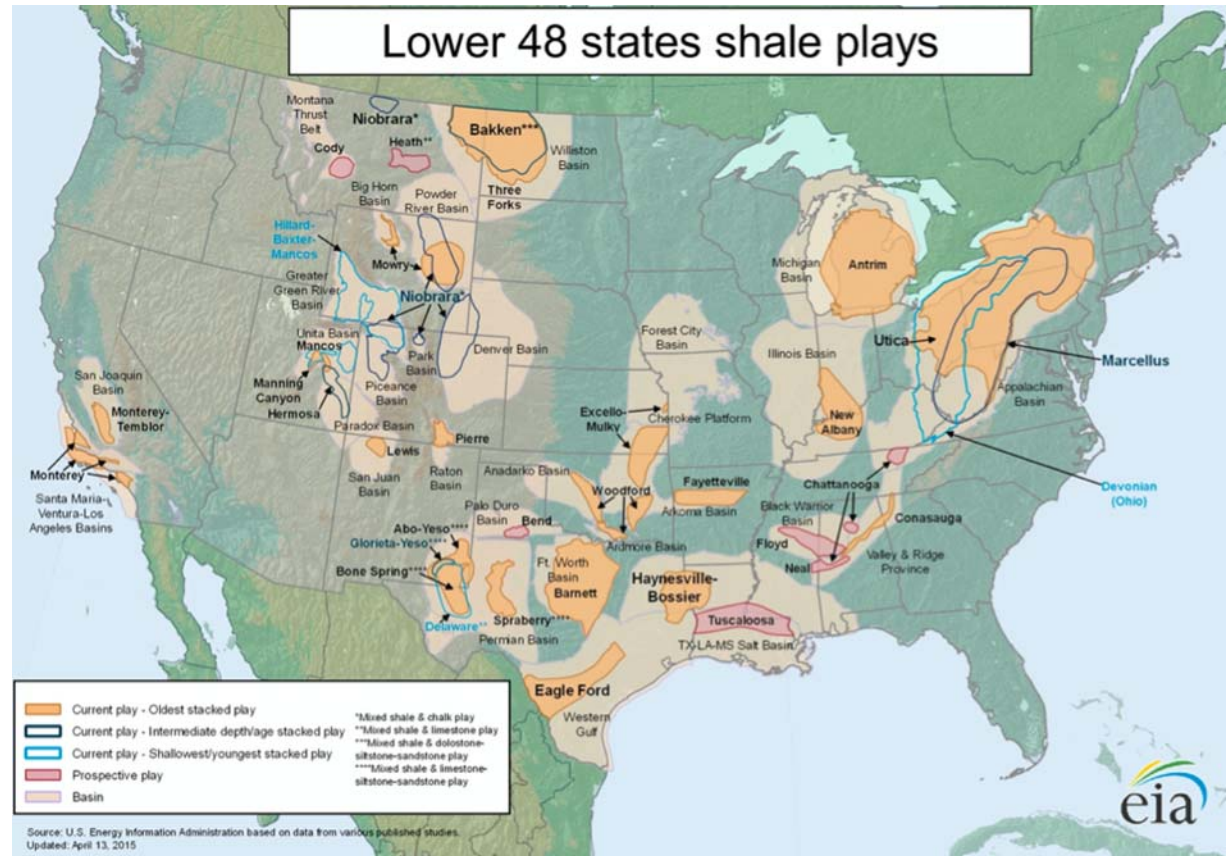 Lower 48 states shale plays
Montana
Thrust
Belt
Cody
Niobrara*
Heath**
Bakken***
Williston
Basin
Three
Forks
Big Horn
Basin
Powder
River Basin
Hillard-
Baxter-
Mancos
Mowry
Greater
Green River
Basin
Niobrara*
Unita Basin
Mancos
Park
Basin
Denver Basin
Manning
Canyon
Hermosa
Piceance
Basin
Paradox Basin
San Joaquin
Basin
Monterey-
Temblor
Monterey
Santa Maria-
Ventura-Los
Angeles Basins
Lewis
San Juan
Basin
Pierre
Raton
Basin
Forest City
Basin
Excello-
Mulky
Cherokee Platform
Anadarko Basin
Woodford
Palo Duro
Basin
Bend
Fayetteville
Arkoma Basin
Ardmore Basin
Abo-Yeso****
Glorieta-Yeso****
Bone Spring****
Delaware**
Spraberry****
Permian Basin
Ft. Worth
Basin
Barnett
Haynesville-
Bossier
Tuscaloosa
TX-LA-MS Salt Basin
Eagle Ford
Western
Gulf
Michigan
Basin
Antrim
Illinois Basin
New
Albany
Utica
Marcellus
Appalachian
Basin
Devonian
(Ohio)
Chattanooga
Black Warrior
Basin
Floyd
Neal
Conasauga
Valley & Ridge
Province
Current play - Oldest stacked play
Current play - Intermediate depth/age stacked play
Current play - Shallowest/youngest stacked play
Prospective play
Basin
*Mixed shale & chalk play
**Mixed shale & limestone play
***Mixed shale & dolostone-
siltstone-sandstone play
****Mixed shale & limestone-
siltstone-sandstone play
Source: U.S. Energy Information Administration based on data from various published studies.
Updated: April 13, 2015
eia